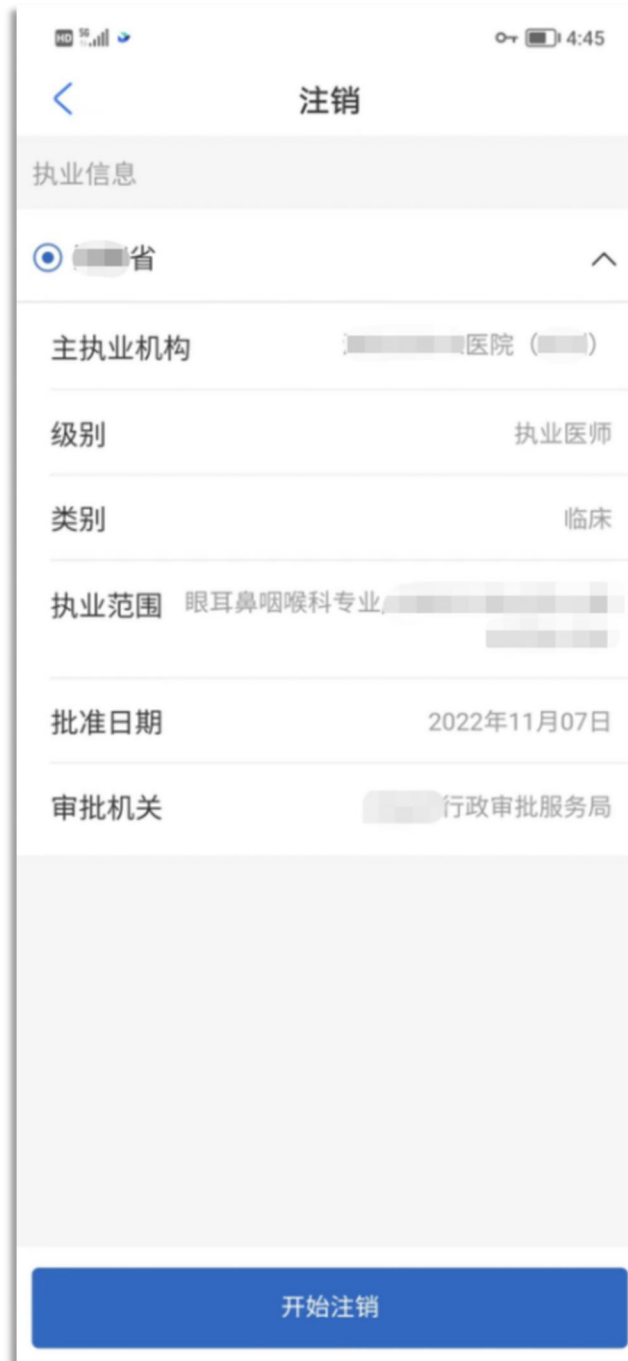 HD 5G 4:45
注销
执业信息
省
主执业机构 医院（ ）
级别 执业医师
类别 临床
执业范围 眼耳鼻咽喉科专业
批准日期 2022年11月07日
审批机关 行政审批服务局
开始注销